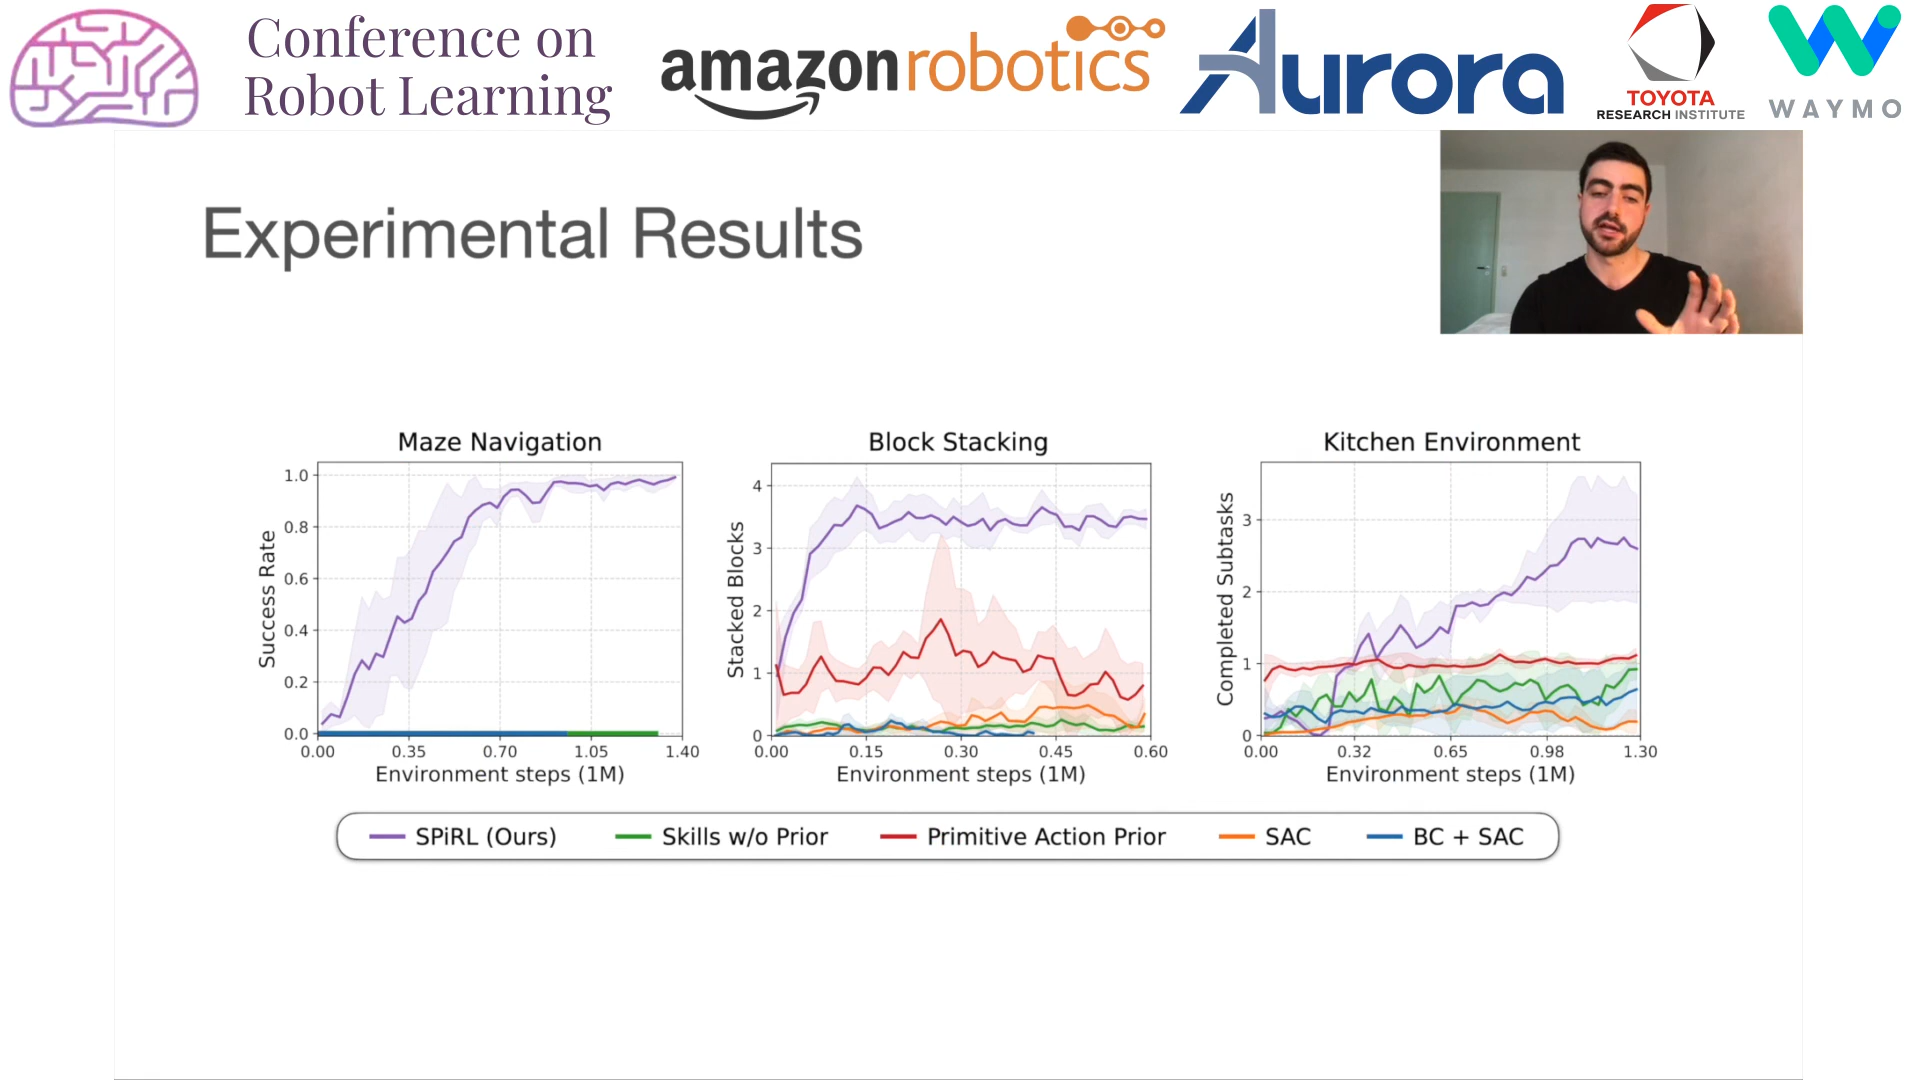 Conference on
Robot Learning
amazon robotics
Aurora
TOYOTA
RESEARCH INSTITUTE
WAYMO
Experimental Results
Maze Navigation
Success Rate
1.0
0.8
0.6
0.4
0.2
0.0
0.00 0.35 0.70 1.05 1.40
Environment steps (1M)
Block Stacking
Stacked Blocks
4
3
2
1
0
0.00 0.15 0.30 0.45 0.60
Environment steps (1M)
Kitchen Environment
Completed Subtasks
3
2
1
0
0.00 0.32 0.65 0.98 1.30
Environment steps (1M)
SPiRL (Ours) Skills w/o Prior Primitive Action Prior SAC BC + SAC